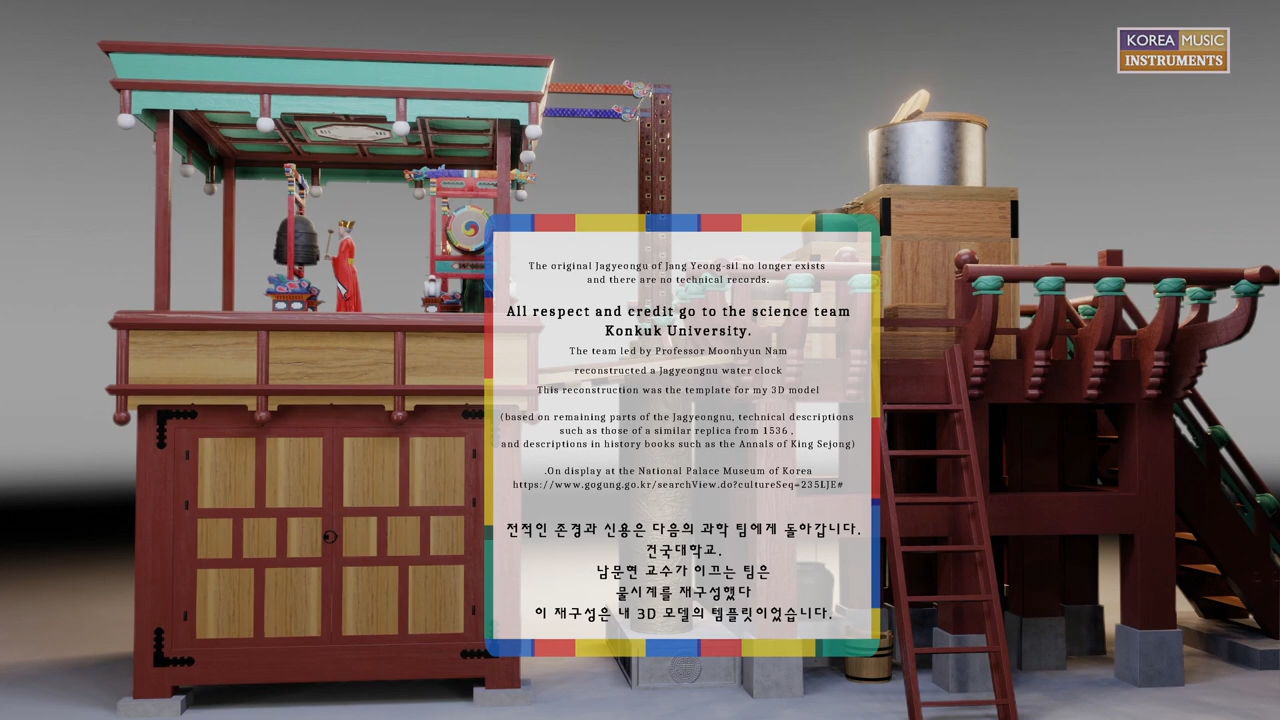 KOREA MUSIC
INSTRUMENTS
The original Jagyeongu of Jang Yeong-sil no longer exists
and there are no technical records.
All respect and credit go to the science team
Konkuk University.
The team led by Professor Moonhyun Nam
reconstructed a Jagyeongnu water clock
This reconstruction was the template for my 3D model
(based on remaining parts of the Jagyeongnu, technical descriptions
such as those of a similar replica from 1536 ,
and descriptions in history books such as the Annals of King Sejong)
.On display at the National Palace Museum of Korea
https://www.gogung.go.kr/searchView.do?cultureSeq=235LJE#
전적인 존경과 신용은 다음의 과학 팀에게 돌아갑니다.
건국대학교.
남문현 교수가 이끄는 팀은
물시계를 재구성했다
이 재구성은 내 3D 모델의 템플릿이었습니다.